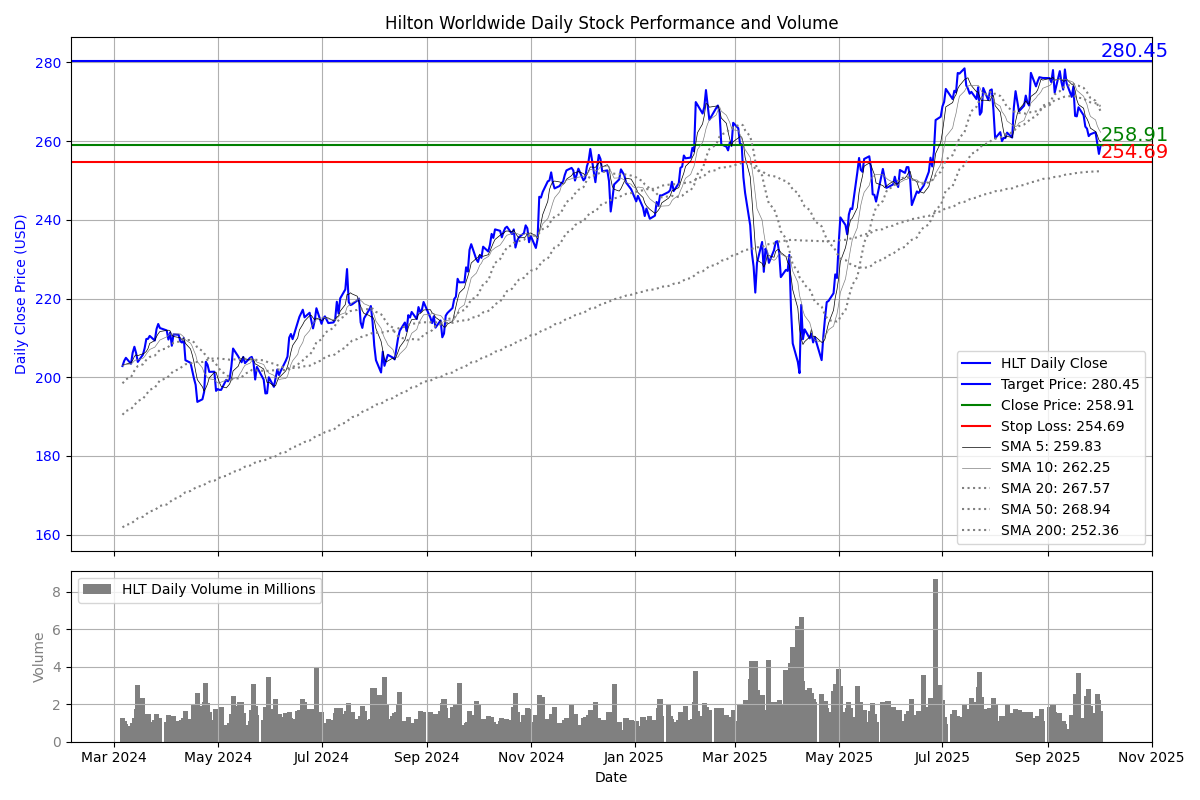 Hilton Worldwide Daily Stock Performance and Volume
Daily Close Price (USD)
280
260
240
220
200
180
160
280.45
258.91
254.69
HLT Daily Close
Target Price: 280.45
Close Price: 258.91
Stop Loss: 254.69
SMA 5: 259.83
SMA 10: 262.25
SMA 20: 267.57
SMA 50: 268.94
SMA 200: 252.36
HLT Daily Volume in Millions
Volume
8
6
4
2
0
Mar 2024 May 2024 Jul 2024 Sep 2024 Nov 2024 Jan 2025 Mar 2025 May 2025 Jul 2025 Sep 2025 Nov 2025
Date